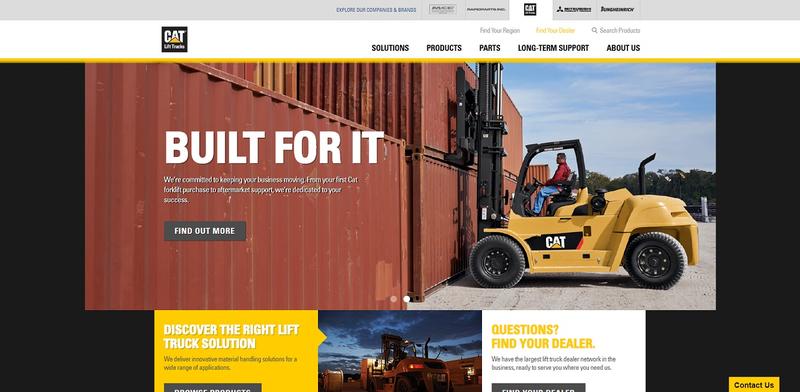 EXPLORE OUR COMPANIES & BRANDS
MCF
RAPIDPARTS INC.
CAT
Lift Trucks
MITSUBISHI
JUNGHEINRICH
CAT
Lift Trucks
Find Your Region
Find Your Dealer
Search Products
SOLUTIONS
PRODUCTS
PARTS
LONG-TERM SUPPORT
ABOUT US
BUILT FOR IT
We're committed to keeping your business moving. From your first Cat
forklift purchase to aftermarket support, we're dedicated to your
success.
FIND OUT MORE
CAT
DISCOVER THE RIGHT LIFT
TRUCK SOLUTION
We deliver innovative material handling solutions for a
wide range of applications.
BROWSE PRODUCTS
QUESTIONS?
FIND YOUR DEALER.
We have the largest lift truck dealer network in the
business, ready to serve you where you need us.
FIND YOUR DEALER
Contact Us